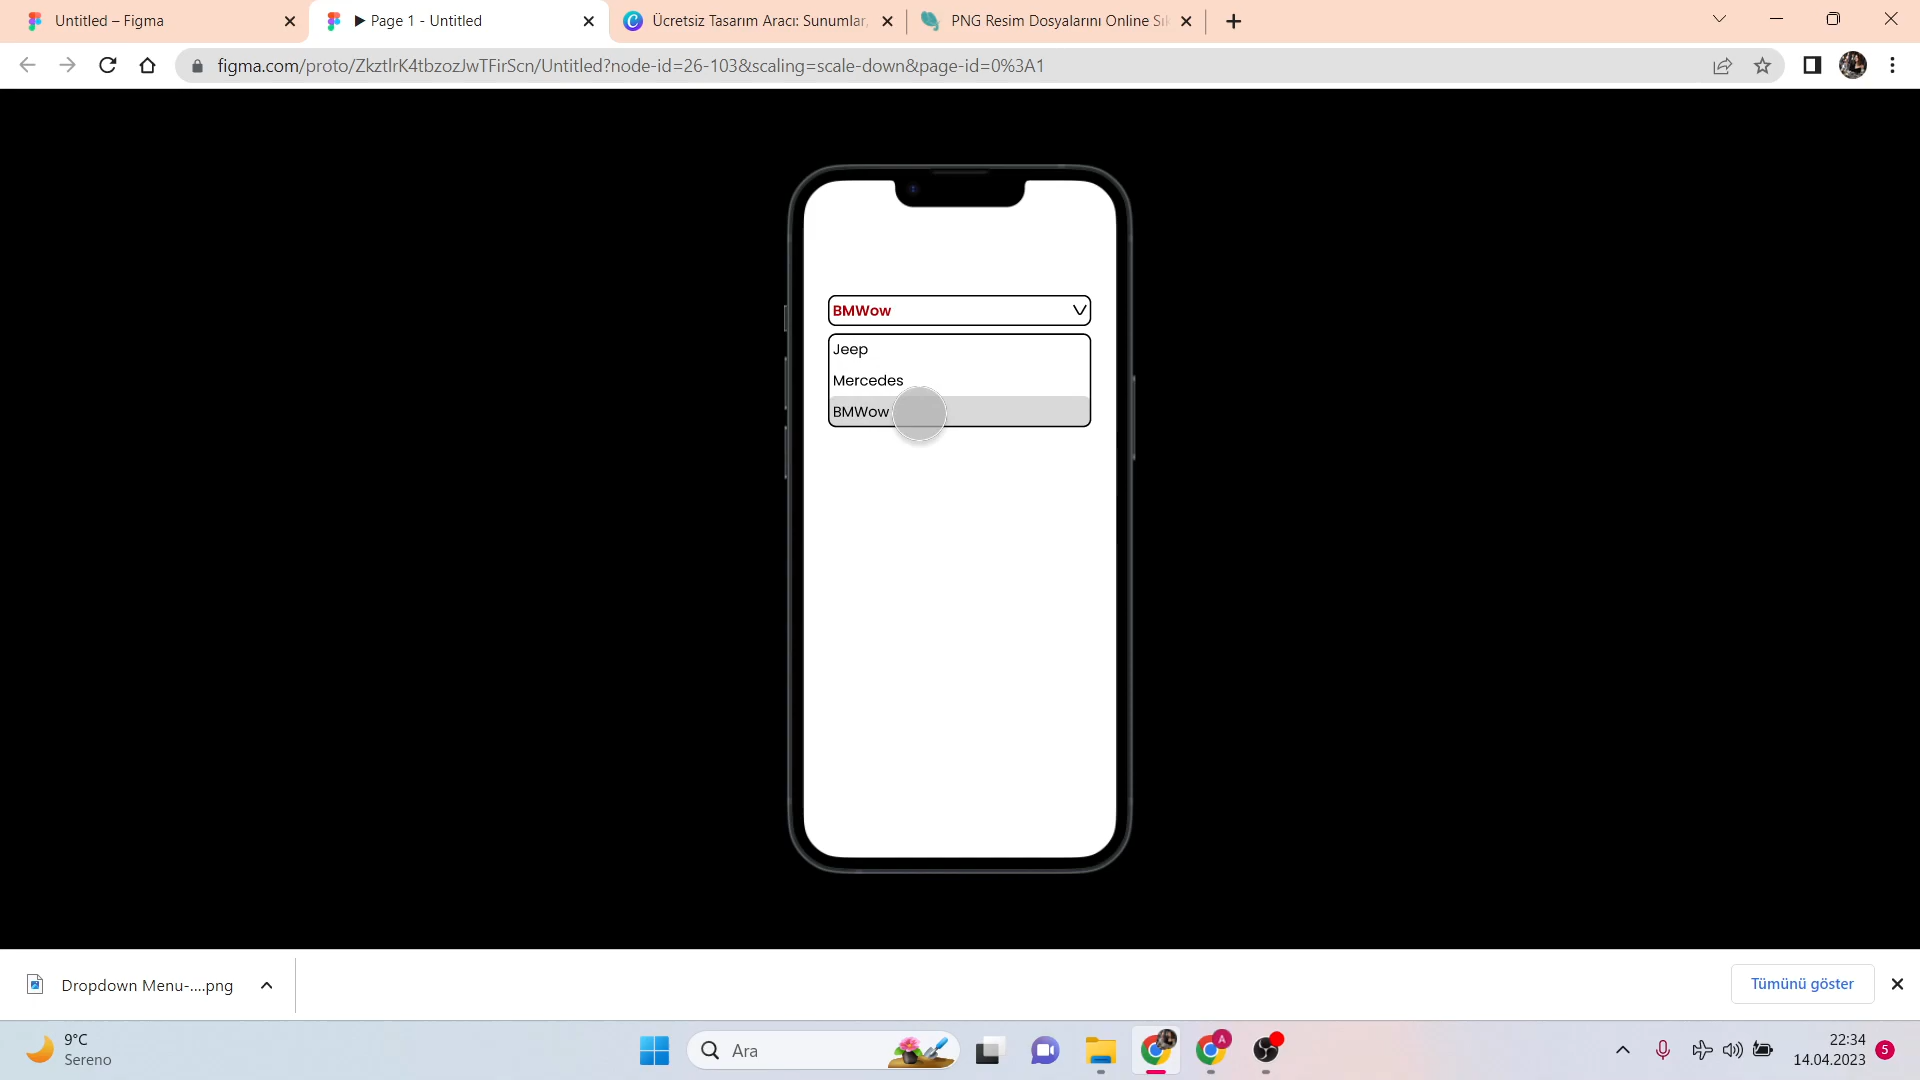 Untitled – Figma
▶ Page 1 - Untitled
Ücretsiz Tasarım Aracı: Sunumlar,
PNG Resim Dosyalarını Online Sık
figma.com/proto/ZkztlrK4tbzozJwTFirScn/Untitled?node-id=26-103&scaling=scale-down&page-id=0%3A1
BMWow
Jeep
Mercedes
BMWow
Dropdown Menu-....png
Tümünü göster
9°C
Sereno
Ara
A
22:34
14.04.2023
5